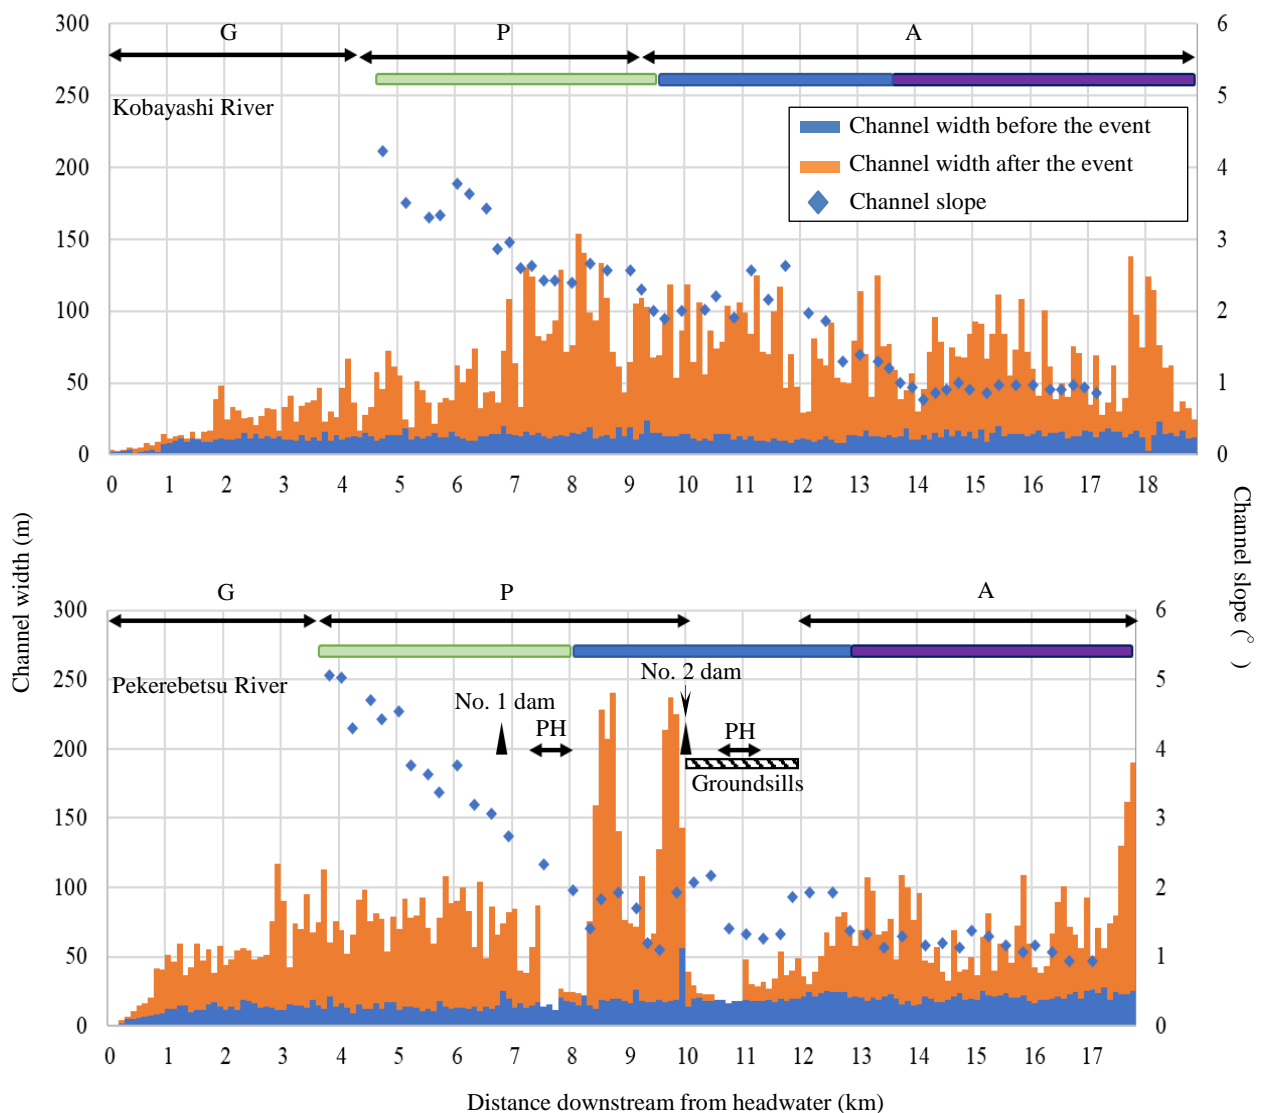 300
250
200
150
100
50
0
6
5
4
3
2
1
0
G
P
A
Kobayashi River
Channel width before the event
Channel width after the event
Channel slope
0 1 2 3 4 5 6 7 8 9 10 11 12 13 14 15 16 17 18
Channel width (m)
Channel slope (°)
300
250
200
150
100
50
0
6
5
4
3
2
1
0
G
P
A
Pekerebetsu River
No. 2 dam
No. 1 dam
PH
PH
Groundsills
0 1 2 3 4 5 6 7 8 9 10 11 12 13 14 15 16 17
Distance downstream from headwater (km)